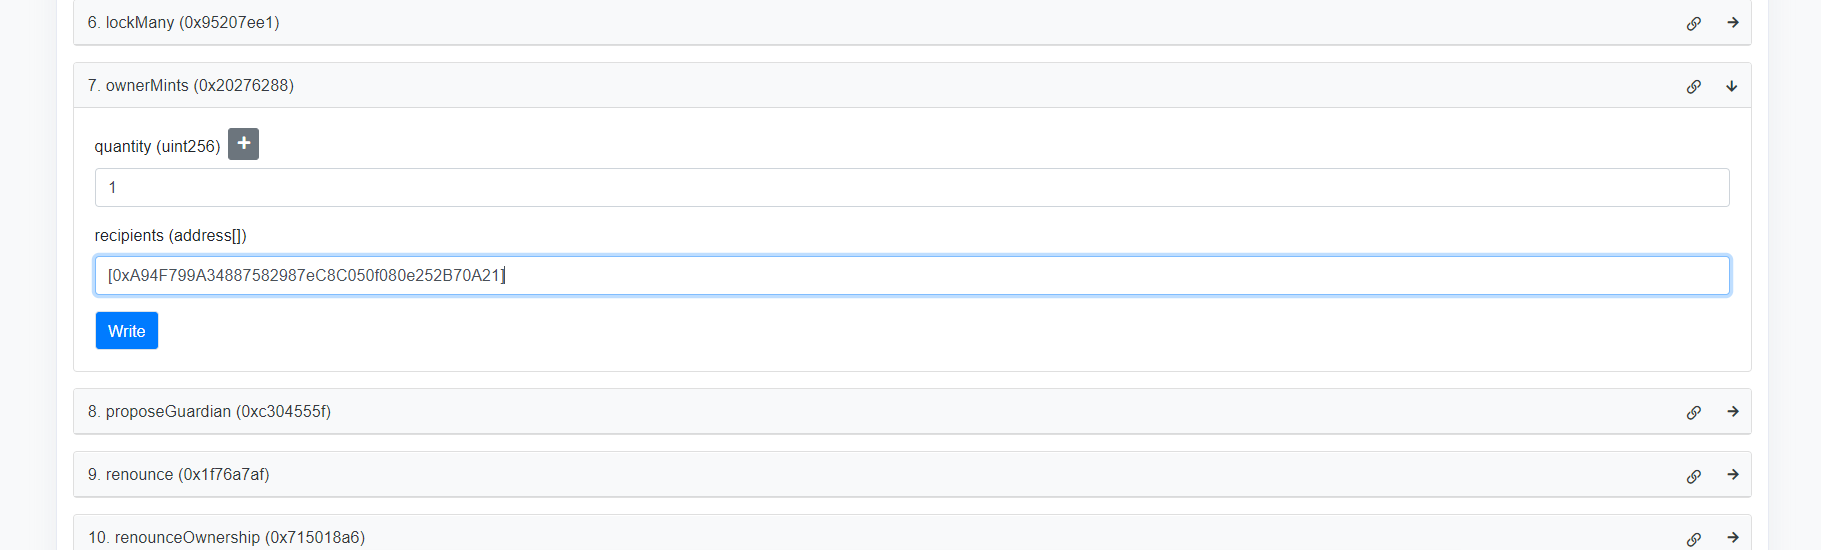 6. lockMany (0x95207ee1)
7. ownerMints (0x20276288)
quantity (uint256) +
1
recipients (address[])
[0xA94F799A34887582987eC8C050f080e252B70A21]
Write
8. proposeGuardian (0xc304555f)
9. renounce (0x1f76a7af)
10. renounceOwnership (0x715018a6)